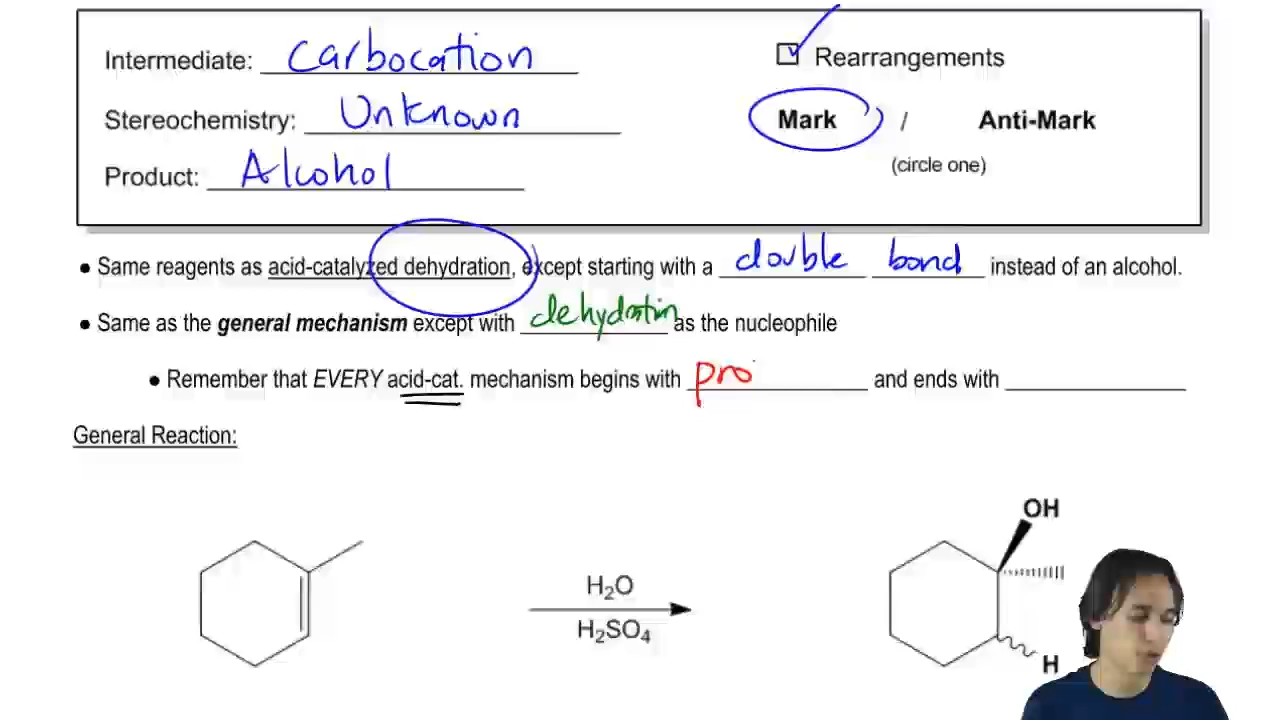 Intermediate: Carbocation
Rearrangements
Stereochemistry: Unknown
Mark / Anti-Mark
(circle one)
Product: Alcohol
• Same reagents as acid-catalyzed dehydration, except starting with a double bond instead of an alcohol.
• Same as the general mechanism except with dehydration as the nucleophile
• Remember that EVERY acid-cat. mechanism begins with pro and ends with
General Reaction:
OH
H₂O
H₂SO₄
H